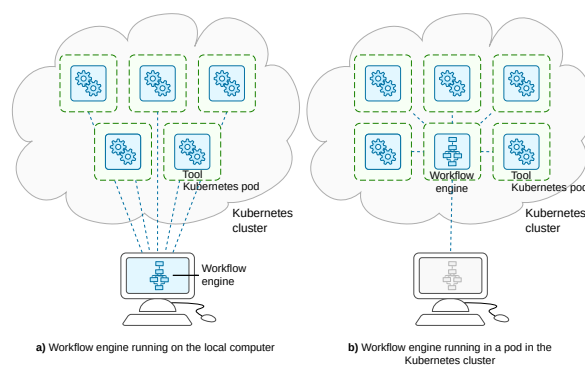 Tool
Kubernetes pod
Kubernetes
cluster
Workflow
engine
a) Workflow engine running on the local computer
Workflow
engine
Tool
Kubernetes pod
Kubernetes
cluster
b) Workflow engine running in a pod in the
Kubernetes cluster